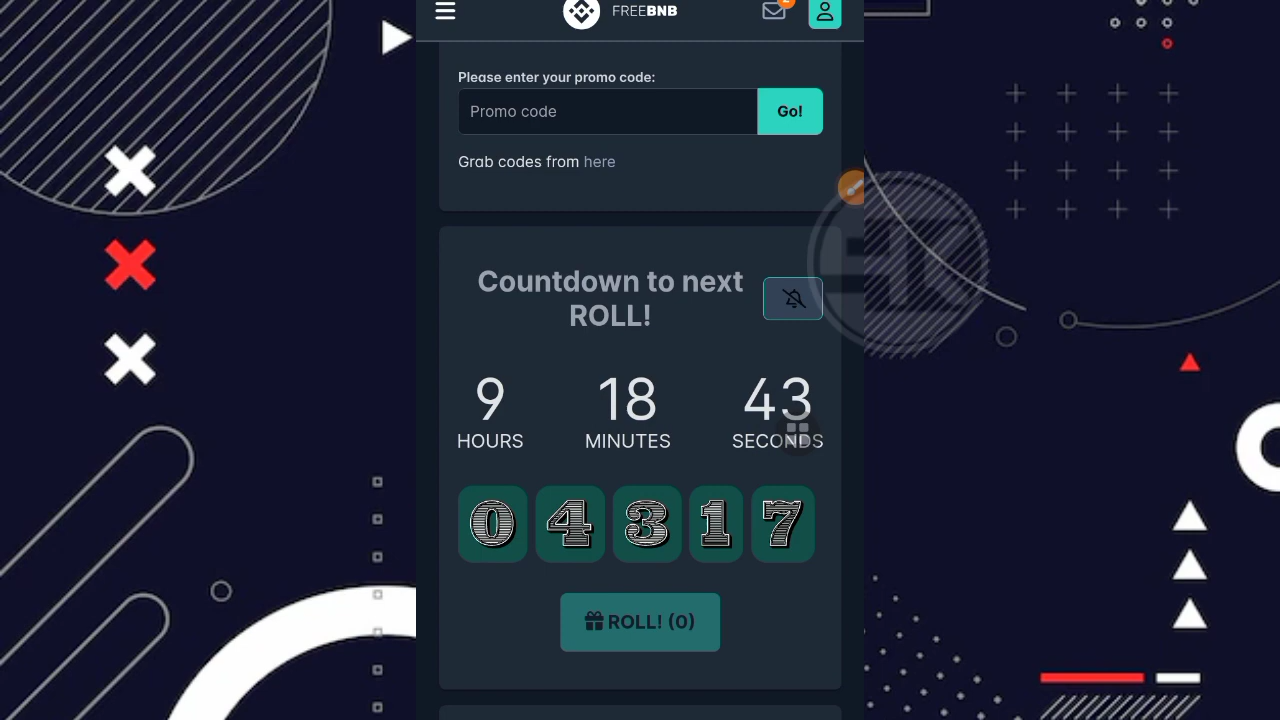 FREEBNB
Please enter your promo code:
Promo code
Go!
Grab codes from here
Countdown to next
ROLL!
9
18
43
HOURS
MINUTES
SECONDS
0 4 3 1 7
ROLL! (0)